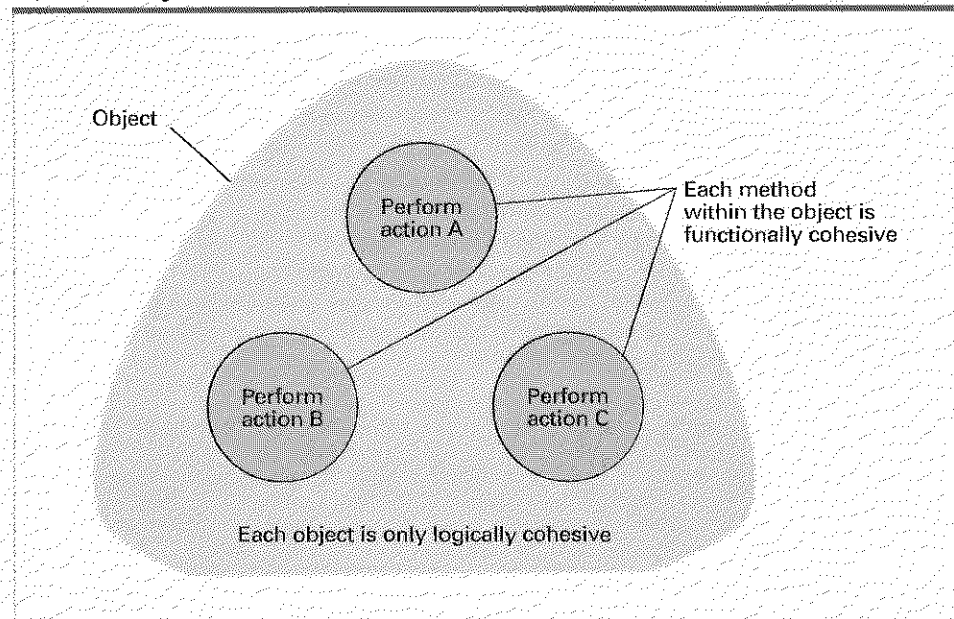 Object
Perform
action A
Each method
within the object is
functionally cohesive
Perform
action B
Perform
action C
Each object is only logically cohesive